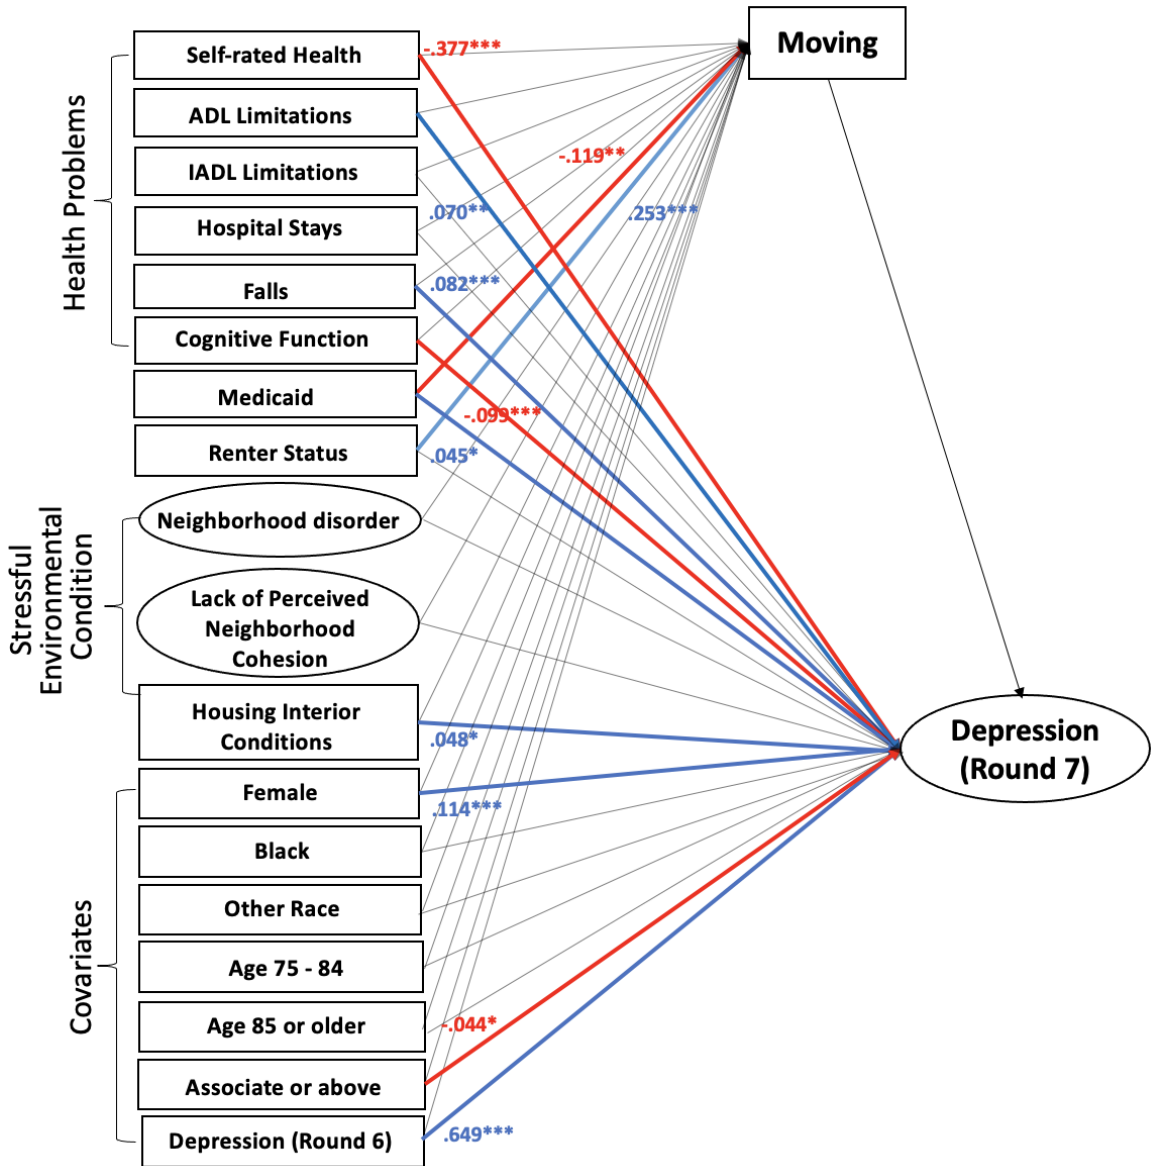 Moving
Self-rated Health
-.377***
ADL Limitations
-.119**
IADL Limitations
Hospital Stays
.070**
.253***
Falls
.082***
Cognitive Function
Health Problems
Medicaid
-.099***
Renter Status
.045*
Neighborhood disorder
Lack of Perceived
Neighborhood
Cohesion
Stressful
Environmental
Condition
Housing Interior
Conditions
.048*
Depression
(Round 7)
Female
.114***
Black
Other Race
Age 75 - 84
Covariates
Age 85 or older
-.044*
Associate or above
Depression (Round 6)
.649***